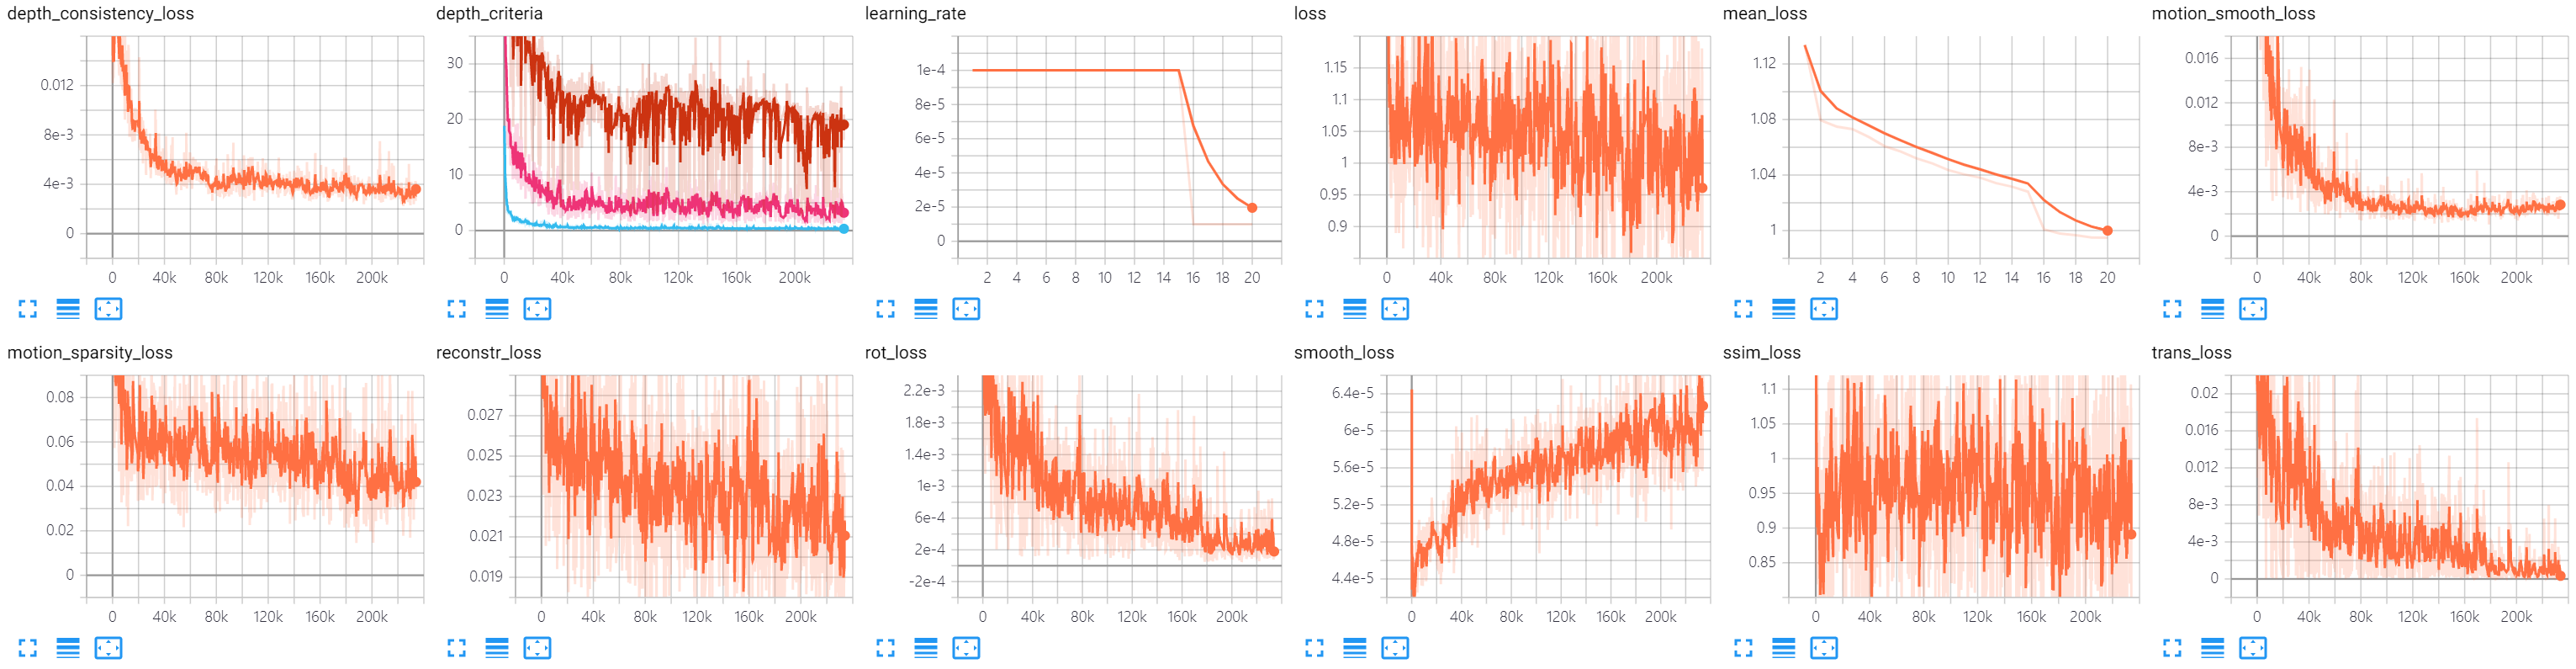 depth_consistency_loss
0.012
8e-3
4e-3
0
0 40k 80k 120k 160k 200k
depth_criteria
30
20
10
0
0 40k 80k 120k 160k 200k
learning_rate
1e-4
8e-5
6e-5
4e-5
2e-5
0
2 4 6 8 10 12 14 16 18 20
loss
1.15
1.1
1.05
1
0.95
0.9
0 40k 80k 120k 160k 200k
mean_loss
1.12
1.08
1.04
1
2 4 6 8 10 12 14 16 18 20
motion_smooth_loss
0.016
0.012
8e-3
4e-3
0
0 40k 80k 120k 160k 200k
motion_sparsity_loss
0.08
0.06
0.04
0.02
0
0 40k 80k 120k 160k 200k
reconstr_loss
0.027
0.025
0.023
0.021
0.019
0 40k 80k 120k 160k 200k
rot_loss
2.2e-3
1.8e-3
1.4e-3
1e-3
6e-4
2e-4
-2e-4
0 40k 80k 120k 160k 200k
smooth_loss
6.4e-5
6e-5
5.6e-5
5.2e-5
4.8e-5
4.4e-5
0 40k 80k 120k 160k 200k
ssim_loss
1.1
1.05
1
0.95
0.9
0.85
0 40k 80k 120k 160k 200k
trans_loss
0.02
0.016
0.012
8e-3
4e-3
0
0 40k 80k 120k 160k 200k